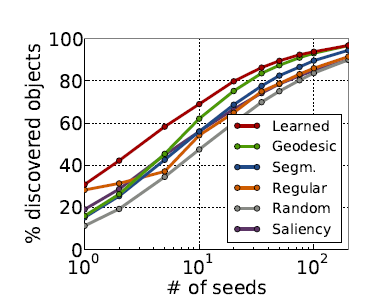 % discovered objects
100
80
60
40
20
0
Learned
Geodesic
Segm.
Regular
Random
Saliency
10^0 10^1 10^2
# of seeds